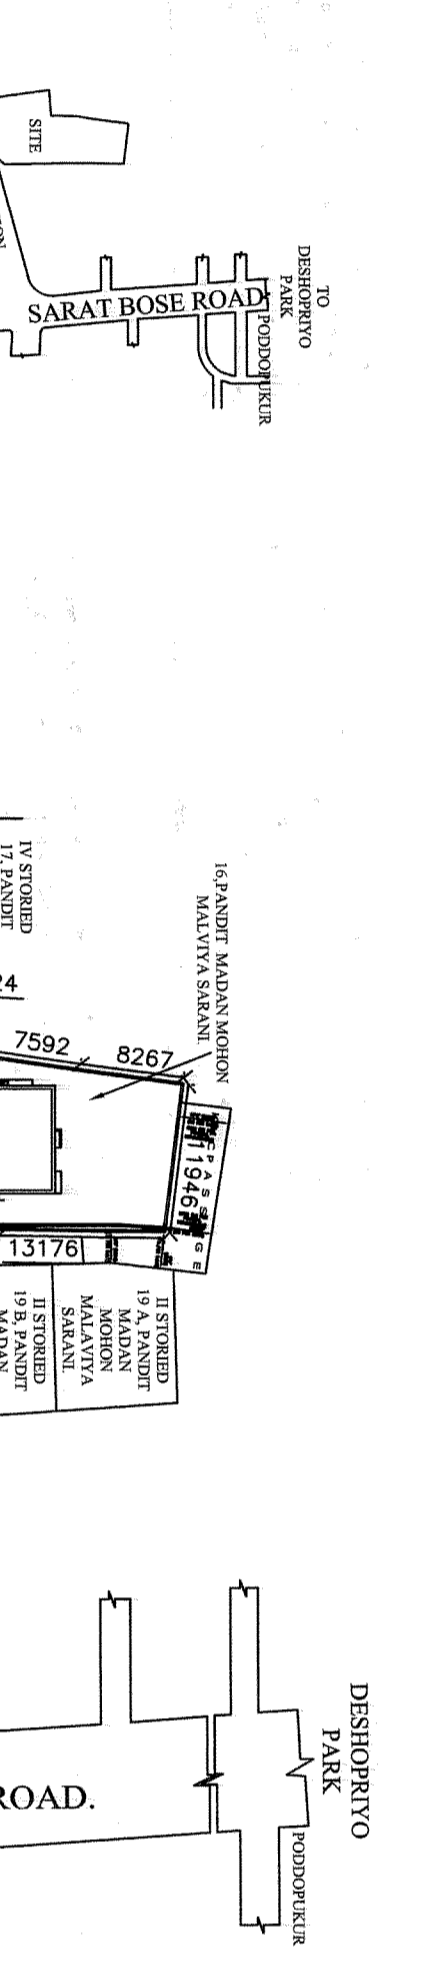 SITE
SARAT BOSE ROAD
TO
DESHOPRIYO
PARK
PODDOPUKUR
IV STORIED
17, PANDIT
16,PANDIT MADAN MOHON
MALVIYA SARANI.
24
7592
8267
C PASSAGE
11946
13176
II STORIED
19 A, PANDIT
MADAN
MOHON
MALAVIYA
SARANI.
II STORIED
19 B, PANDIT
MADAN
DESHOPRIYO
PARK
PODDOPUKUR
ROAD.